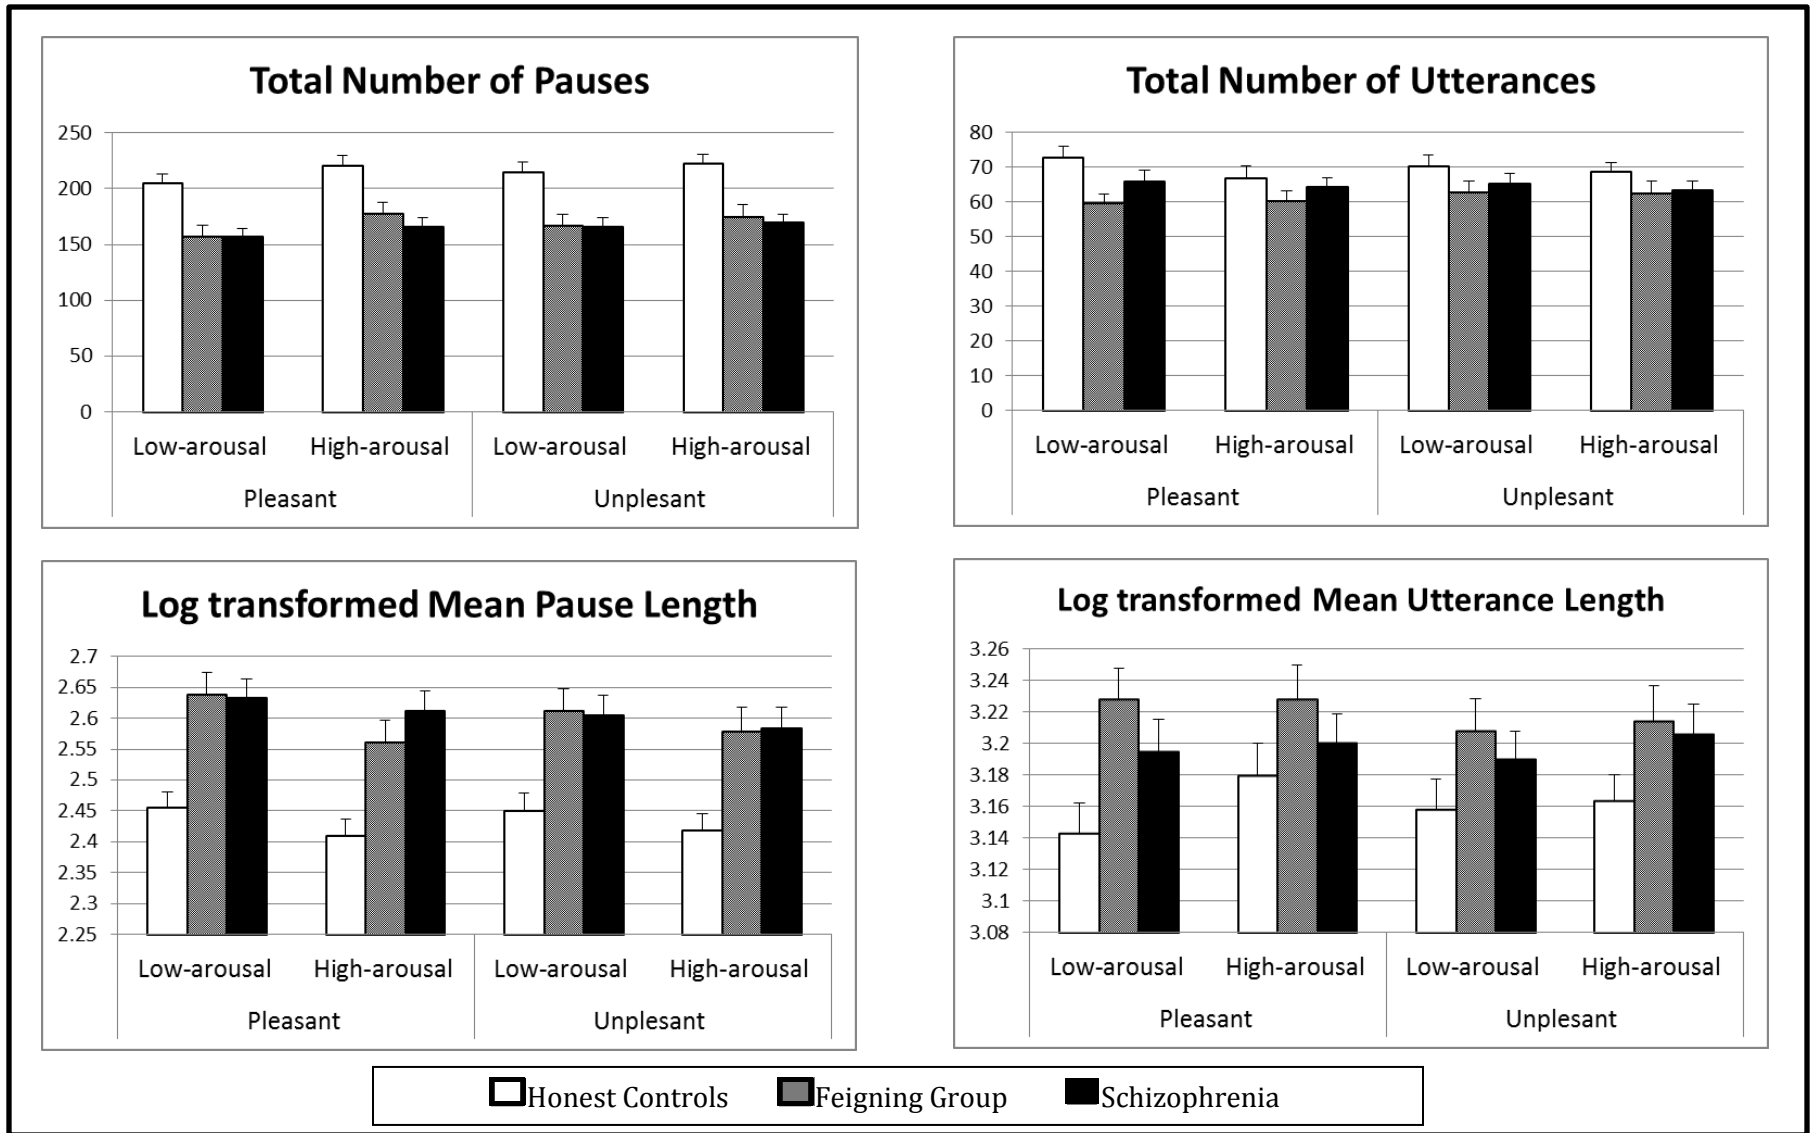 Total Number of Pauses
250
200
150
100
50
0
Low-arousal High-arousal Low-arousal High-arousal
Pleasant Unplesant
Total Number of Utterances
80
70
60
50
40
30
20
10
0
Low-arousal High-arousal Low-arousal High-arousal
Pleasant Unplesant
Log transformed Mean Pause Length
2.7
2.65
2.6
2.55
2.5
2.45
2.4
2.35
2.3
2.25
Low-arousal High-arousal Low-arousal High-arousal
Pleasant Unplesant
Log transformed Mean Utterance Length
3.26
3.24
3.22
3.2
3.18
3.16
3.14
3.12
3.1
3.08
Low-arousal High-arousal Low-arousal High-arousal
Pleasant Unplesant
Honest Controls Feigning Group Schizophrenia